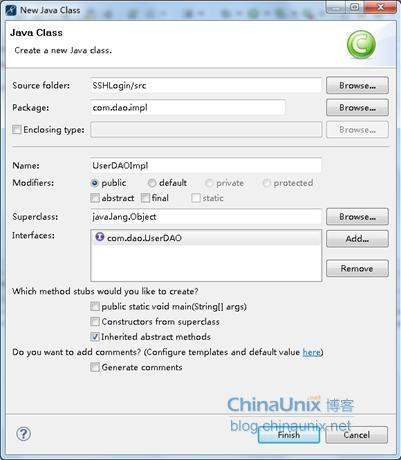 New Java Class
Java Class
Create a new Java class.
Source folder: SSHLogin/src Browse...
Package: com.dao.impl Browse...
Enclosing type: Browse...
Name: UserDAOImpl
Modifiers: public default private protected
abstract final static
Superclass: java.lang.Object Browse...
Interfaces: com.dao.UserDAO Add...
Remove
Which method stubs would you like to create?
public static void main(String[] args)
Constructors from superclass
Inherited abstract methods
Do you want to add comments? (Configure templates and default value here)
Generate comments
ChinaUnix.net 博客
blog.chinaunix.net
Finish Cancel